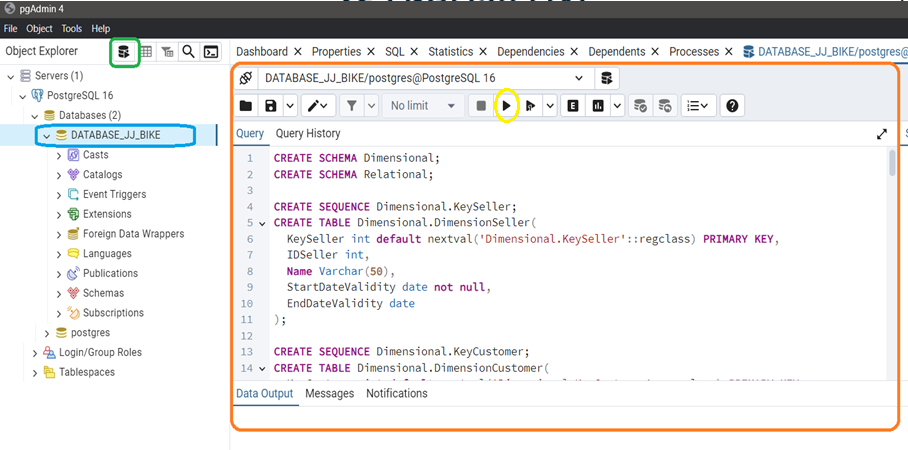 pgAdmin 4
File Object Tools Help
Object Explorer
Servers (1)
PostgreSQL 16
Databases (2)
DATABASE_JJ_BIKE
Casts
Catalogs
Event Triggers
Extensions
Foreign Data Wrappers
Languages
Publications
Schemas
Subscriptions
postgres
Login/Group Roles
Tablespaces
Dashboard Properties SQL Statistics Dependencies Dependents Processes DATABASE_JJ_BIKE/postgres@
DATABASE_JJ_BIKE/postgres@PostgreSQL 16
No limit
E
Query Query History
1 CREATE SCHEMA Dimensional;
2 CREATE SCHEMA Relational;
3
4 CREATE SEQUENCE Dimensional.KeySeller;
5 CREATE TABLE Dimensional.DimensionSeller(
6 KeySeller int default nextval('Dimensional.KeySeller'::regclass) PRIMARY KEY,
7 IDSeller int,
8 Name Varchar(50),
9 StartDateValidity date not null,
10 EndDateValidity date
11 );
12
13 CREATE SEQUENCE Dimensional.KeyCustomer;
14 CREATE TABLE Dimensional.DimensionCustomer(
Data Output Messages Notifications